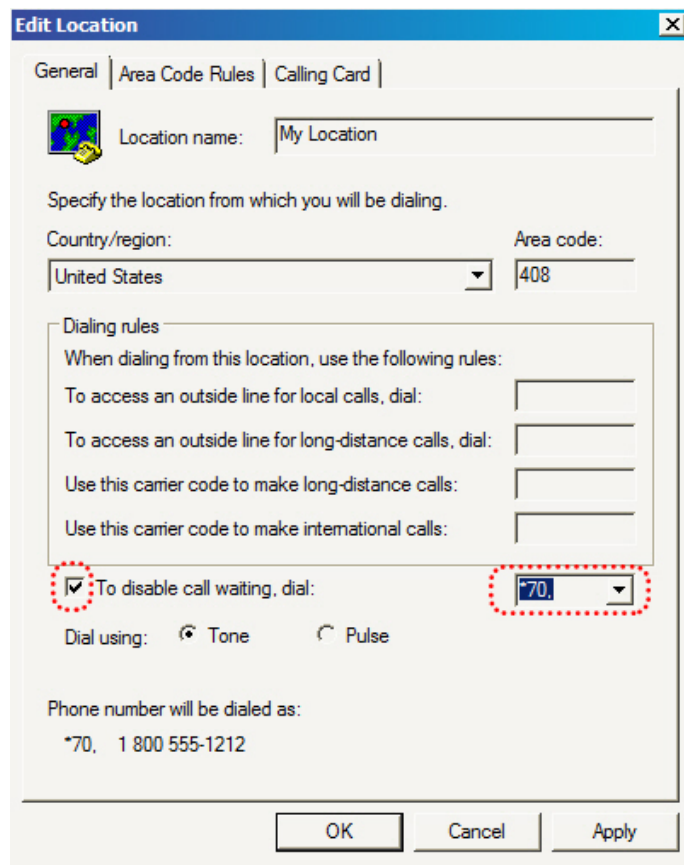 Edit Location
General Area Code Rules Calling Card
Location name: My Location
Specify the location from which you will be dialing.
Country/region: Area code:
United States 408
Dialing rules
When dialing from this location, use the following rules:
To access an outside line for local calls, dial:
To access an outside line for long-distance calls, dial:
Use this carrier code to make long-distance calls:
Use this carrier code to make international calls:
To disable call waiting, dial: *70,
Dial using: Tone Pulse
Phone number will be dialed as:
*70, 1 800 555-1212
OK Cancel Apply